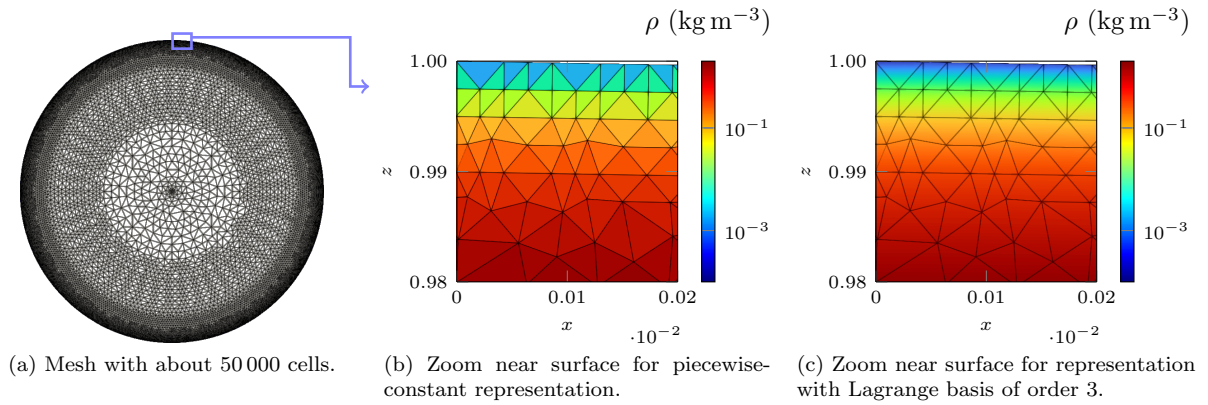 ρ (kg m⁻³)
1.00
0.99
0.98
z
0
0.01
0.02
x
·10⁻²
10⁻¹
10⁻³
ρ (kg m⁻³)
1.00
0.99
0.98
z
0
0.01
0.02
x
·10⁻²
10⁻¹
10⁻³
(a) Mesh with about 50 000 cells.
(b) Zoom near surface for piecewise-
constant representation.
(c) Zoom near surface for representation
with Lagrange basis of order 3.